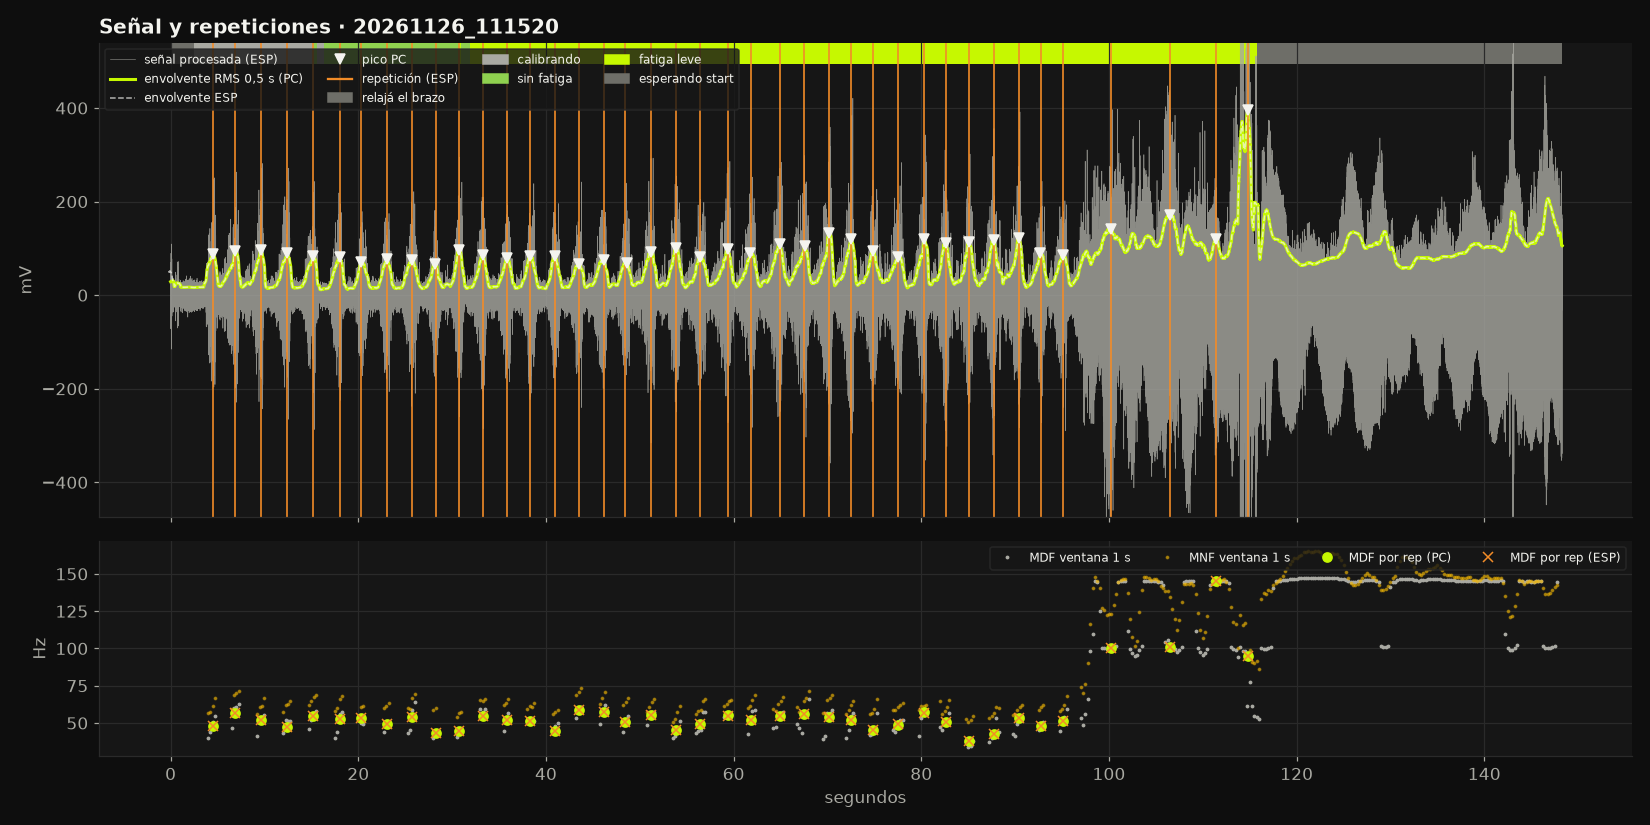 Señal y repeticiones · 20261126_111520
señal procesada (ESP)
envolvente RMS 0,5 s (PC)
envolvente ESP
pico PC
repetición (ESP)
relajá el brazo
calibrando
sin fatiga
fatiga leve
esperando start
mV
400
200
0
−200
−400
MDF ventana 1 s
MNF ventana 1 s
MDF por rep (PC)
MDF por rep (ESP)
Hz
150
125
100
75
50
0 20 40 60 80 100 120 140
segundos